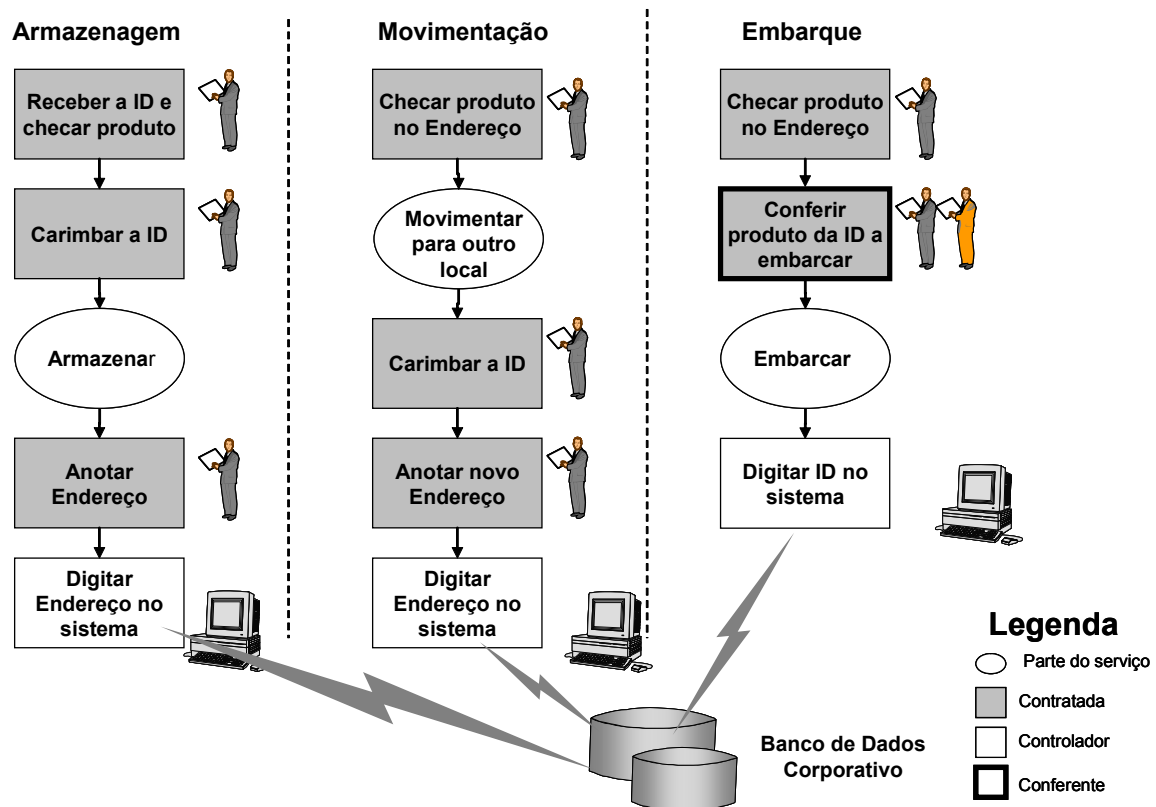 Armazenagem
Receber a ID e
checar produto
Carimbar a ID
Armazenar
Anotar
Endereço
Digitar
Endereço no
sistema
Movimentação
Checar produto
no Endereço
Movimentar
para outro
local
Carimbar a ID
Anotar novo
Endereço
Digitar
Endereço no
sistema
Embarque
Checar produto
no Endereço
Conferir
produto da ID a
embarcar
Embarcar
Digitar ID no
sistema
Banco de Dados
Corporativo
Legenda
Parte do serviço
Contratada
Controlador
Conferente